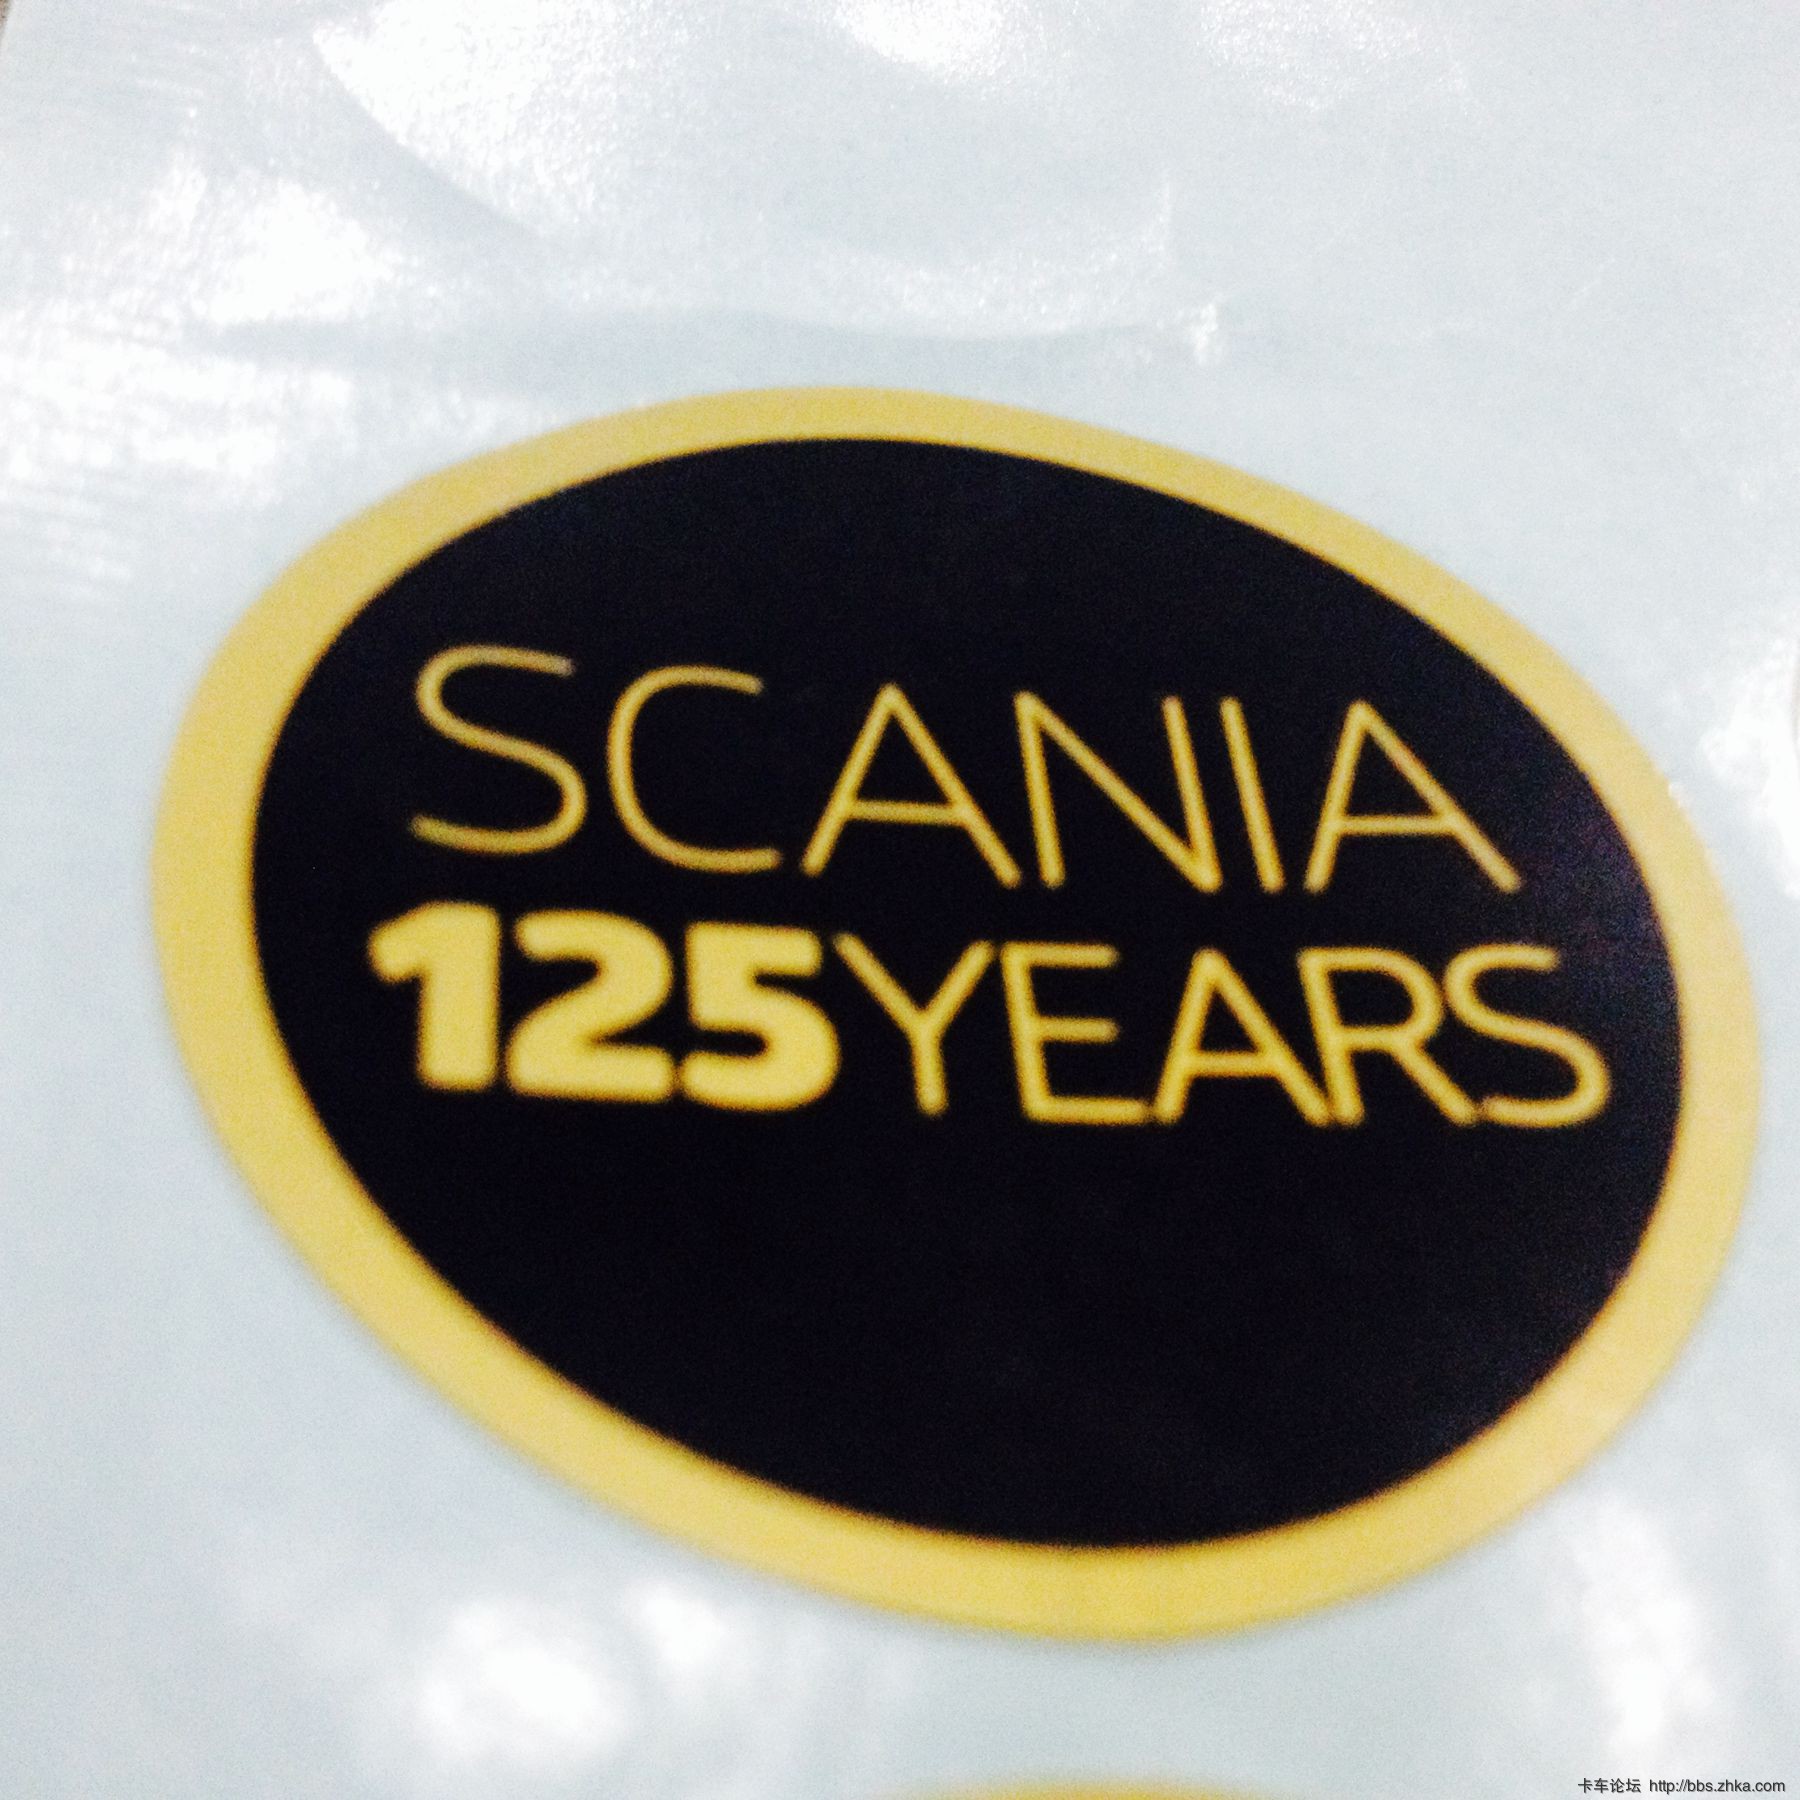 SCANIA
125YEARS
卡车论坛 http://bbs.zhka.com